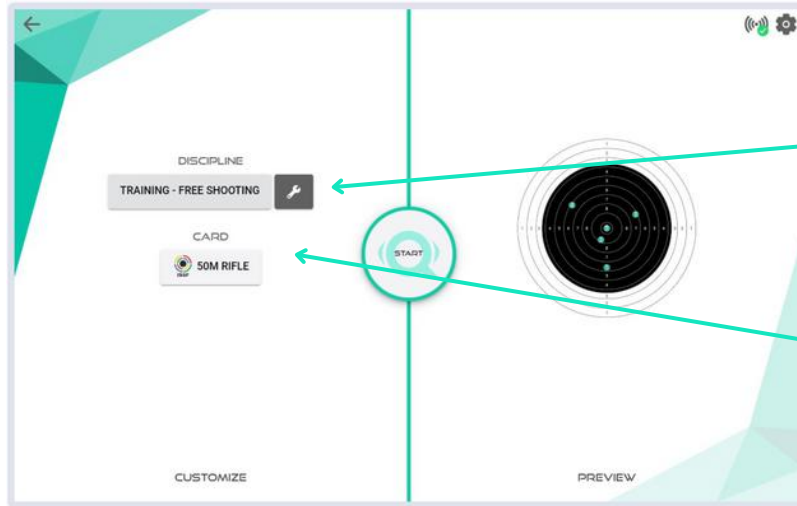 DISCIPLINE
TRAINING - FREE SHOOTING
CARD
50M RIFLE
START
CUSTOMIZE
PREVIEW